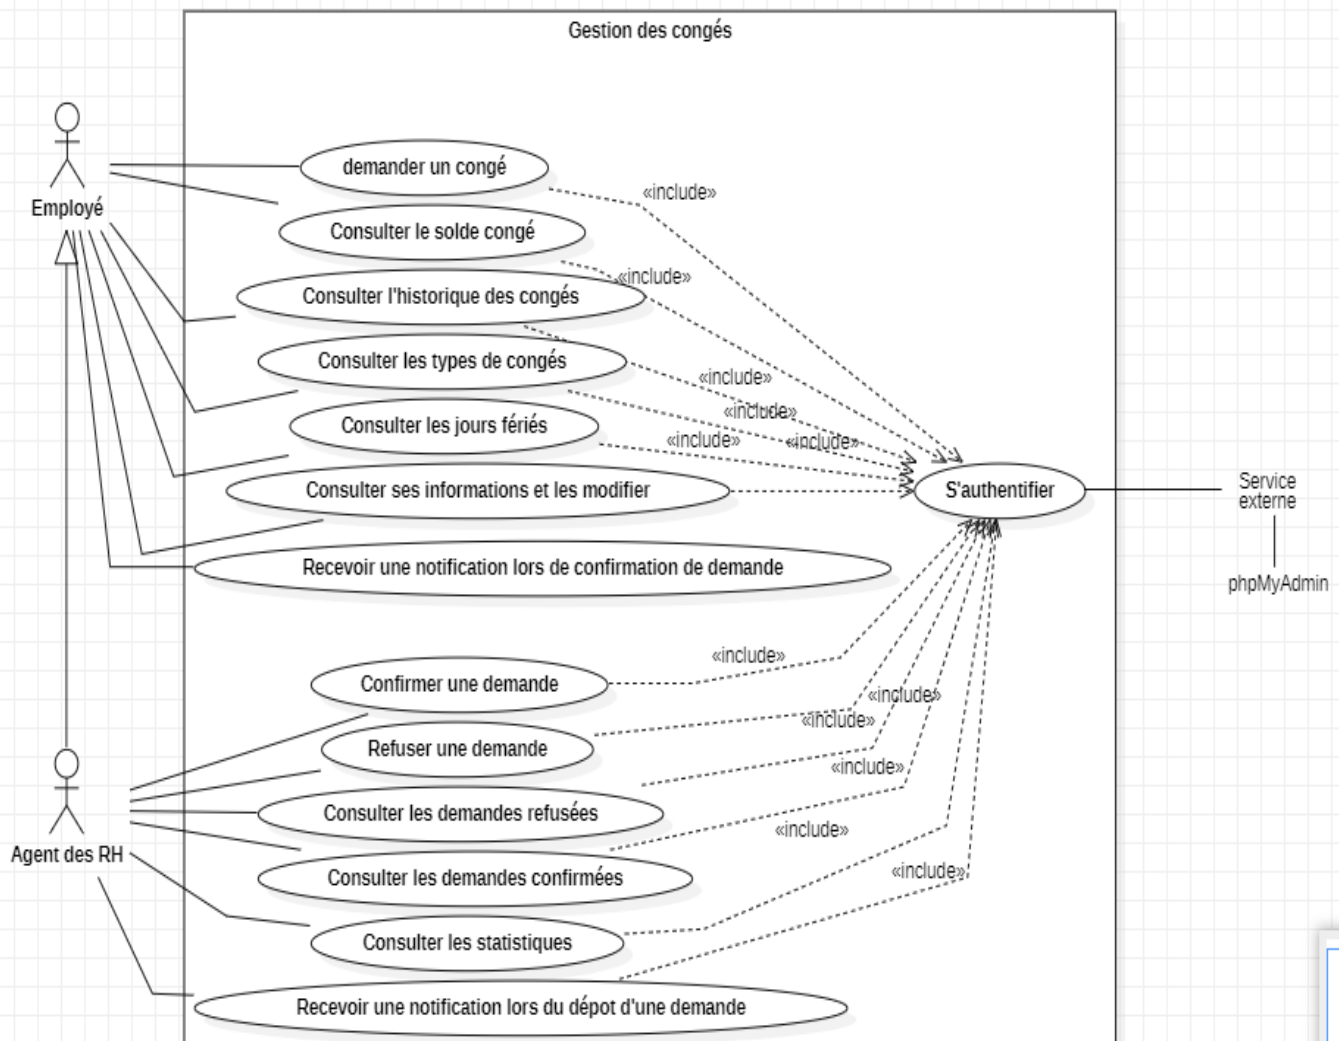 Gestion des congés
Employé
demander un congé
«include»
Consulter le solde congé
«include»
Consulter l'historique des congés
Consulter les types de congés
«include»
«include»
Consulter les jours fériés
«include»
«include»
Consulter ses informations et les modifier
S'authentifier
Service
externe
Recevoir une notification lors de confirmation de demande
phpMyAdmin
«include»
Confirmer une demande
«include»
«include»
Refuser une demande
«include»
Consulter les demandes refusées
«include»
Agent des RH
Consulter les demandes confirmées
«include»
Consulter les statistiques
Recevoir une notification lors du dépot d'une demande